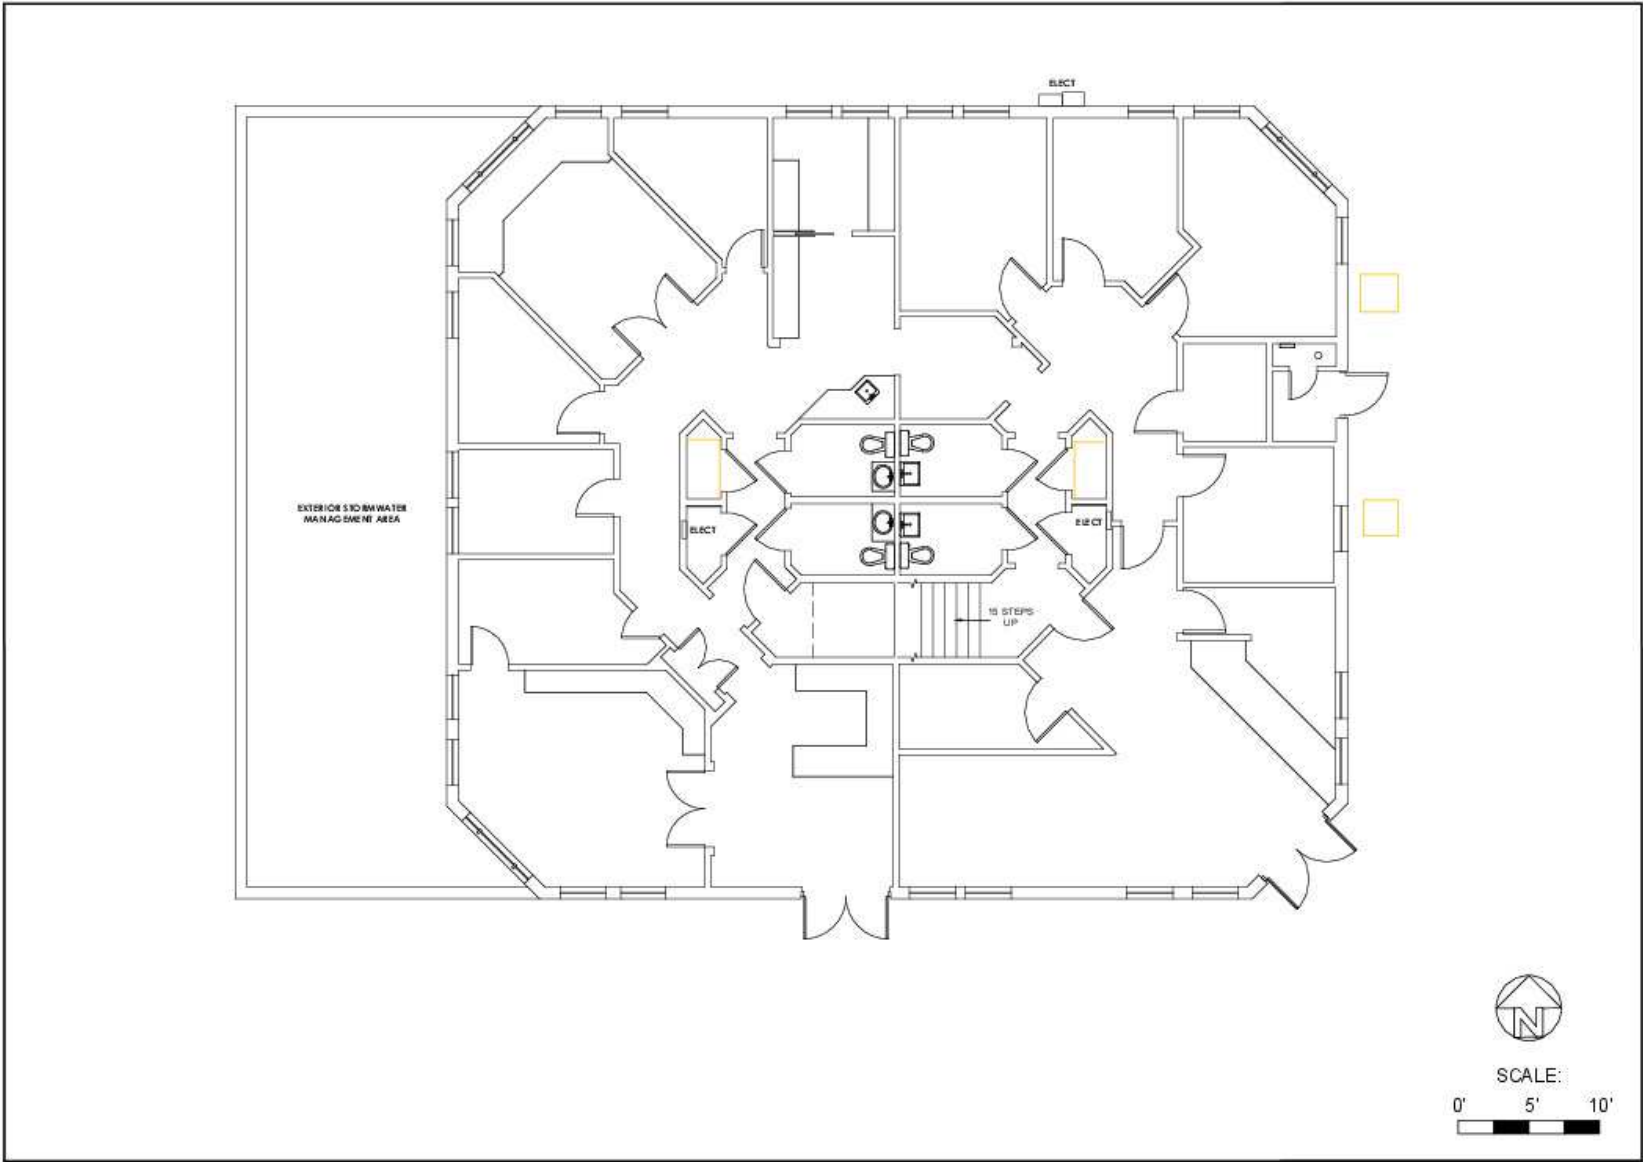 ELECT
EXTERIOR STORMWATER
MANAGEMENT AREA
ELECT
ELECT
15 STEPS
UP
N
SCALE:
0' 5' 10'